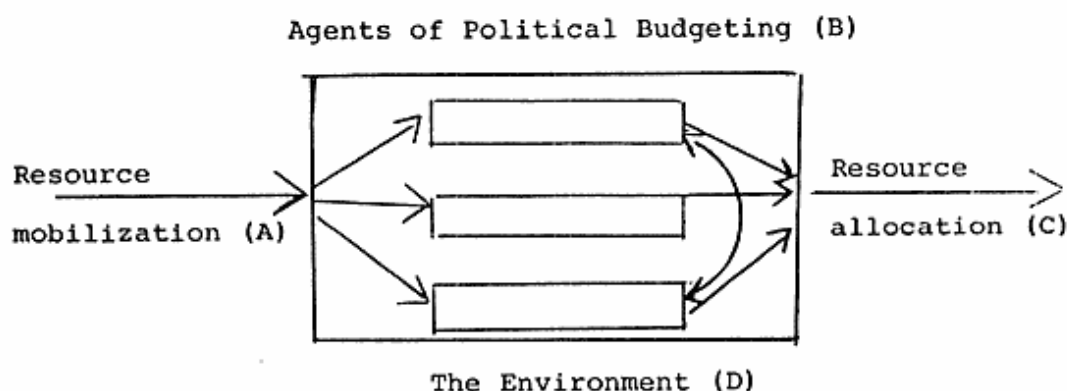 Agents of Political Budgeting (B)
Resource
mobilization (A)
Resource
allocation (C)
The Environment (D)